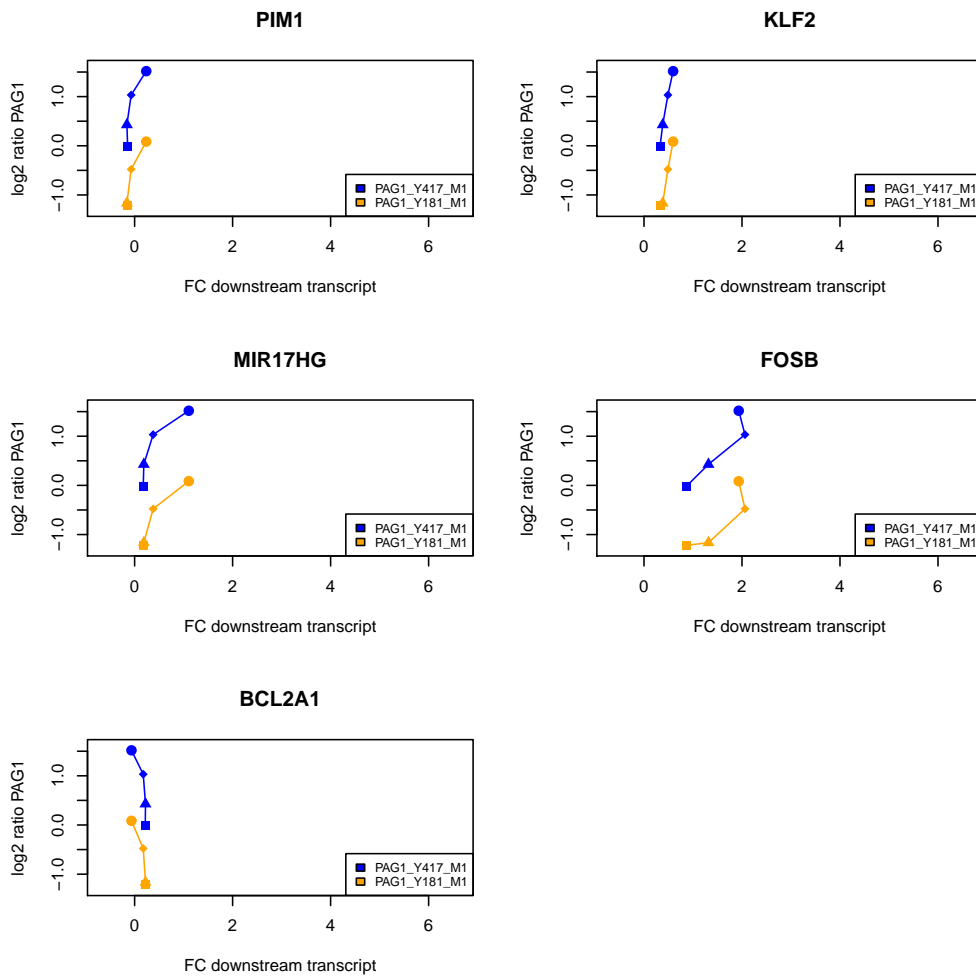 PIM1
log2 ratio PAG1
1.0
0.0
−1.0
PAG1_Y417_M1
PAG1_Y181_M1
0 2 4 6
FC downstream transcript
KLF2
log2 ratio PAG1
1.0
0.0
−1.0
PAG1_Y417_M1
PAG1_Y181_M1
0 2 4 6
FC downstream transcript
MIR17HG
log2 ratio PAG1
1.0
0.0
−1.0
PAG1_Y417_M1
PAG1_Y181_M1
0 2 4 6
FC downstream transcript
FOSB
log2 ratio PAG1
1.0
0.0
−1.0
PAG1_Y417_M1
PAG1_Y181_M1
0 2 4 6
FC downstream transcript
BCL2A1
log2 ratio PAG1
1.0
0.0
−1.0
PAG1_Y417_M1
PAG1_Y181_M1
0 2 4 6
FC downstream transcript